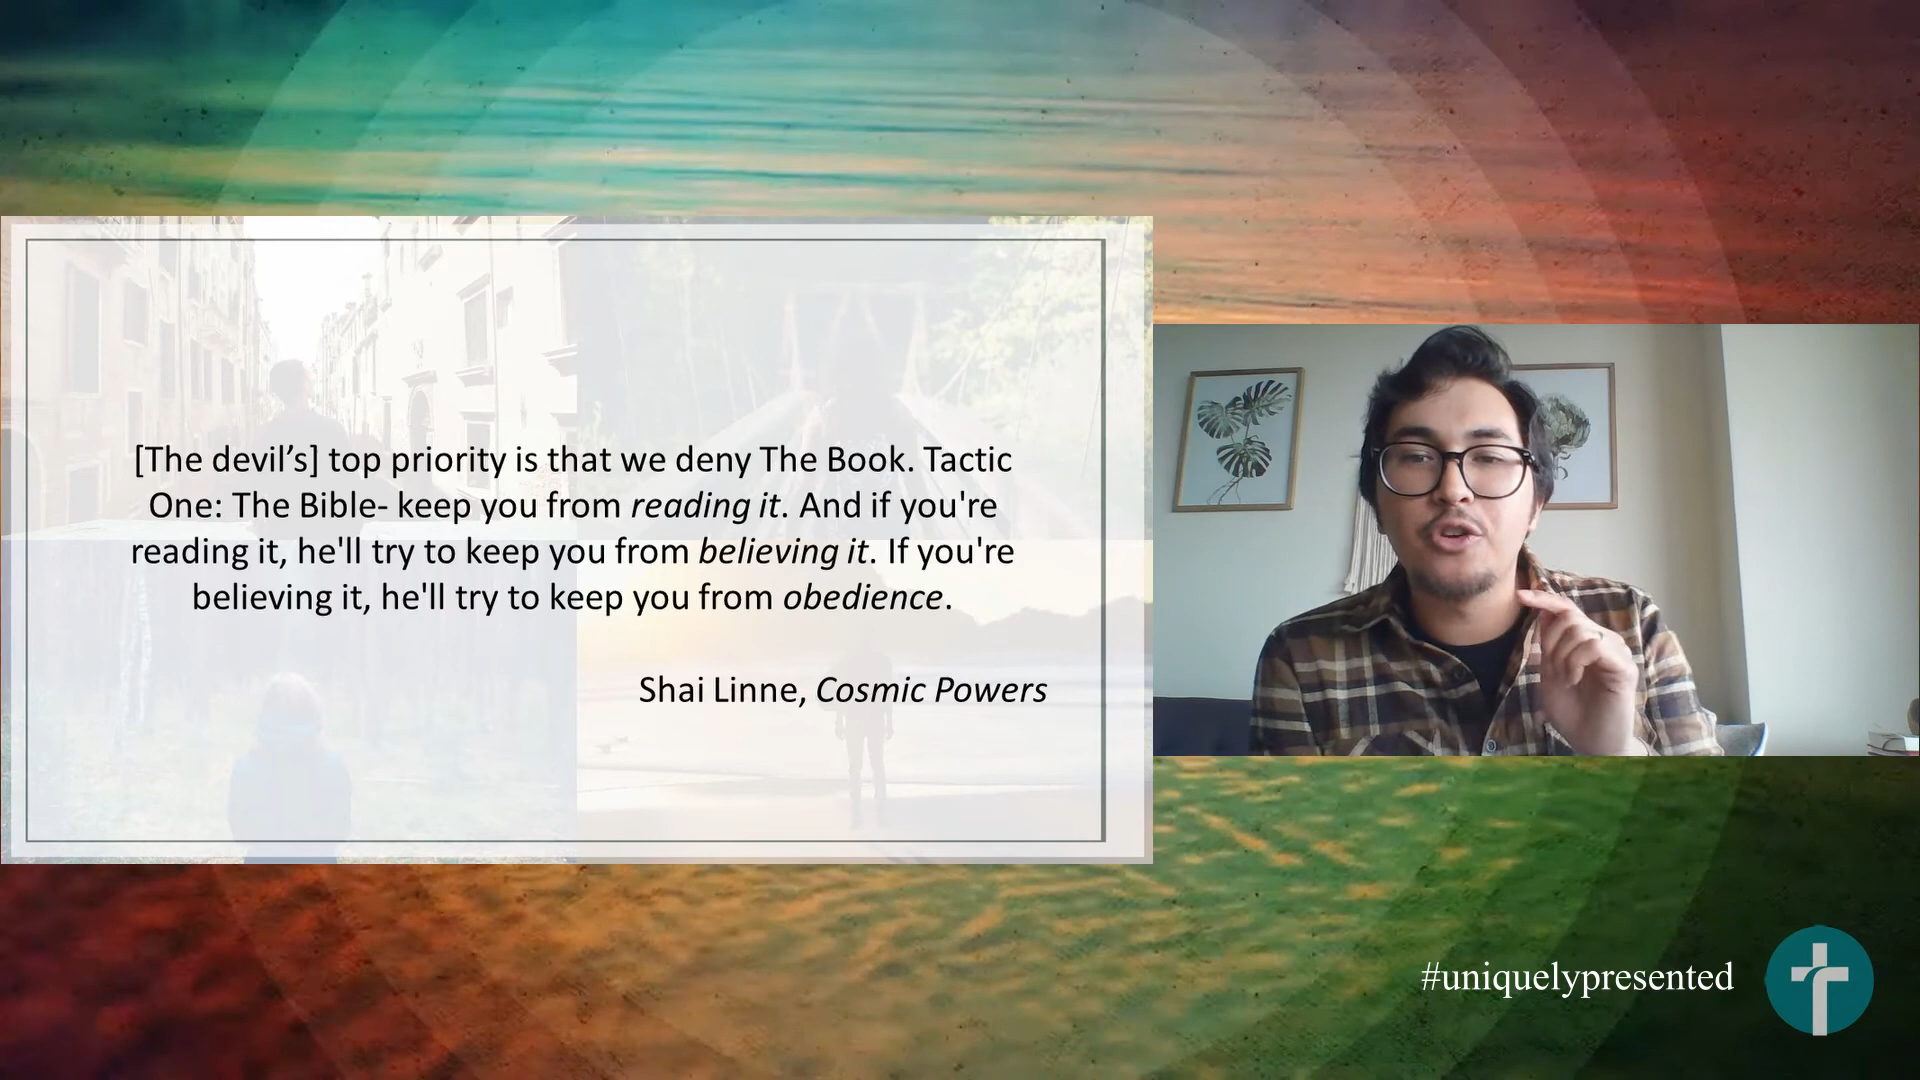 [The devil’s] top priority is that we deny The Book. Tactic
One: The Bible- keep you from reading it. And if you're
reading it, he'll try to keep you from believing it. If you're
believing it, he'll try to keep you from obedience.
Shai Linne, Cosmic Powers
#uniquelypresented